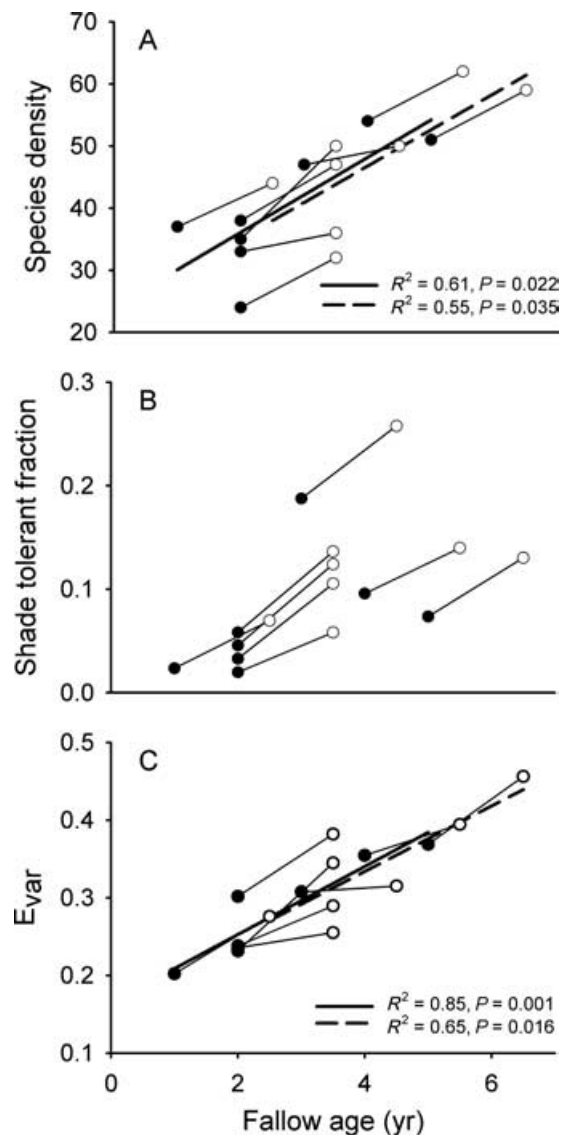 A
Species density
70
60
50
40
30
20
R² = 0.61, P = 0.022
R² = 0.55, P = 0.035
B
Shade tolerant fraction
0.3
0.2
0.1
0.0
C
Evar
0.5
0.4
0.3
0.2
0.1
R² = 0.85, P = 0.001
R² = 0.65, P = 0.016
0 2 4 6
Fallow age (yr)